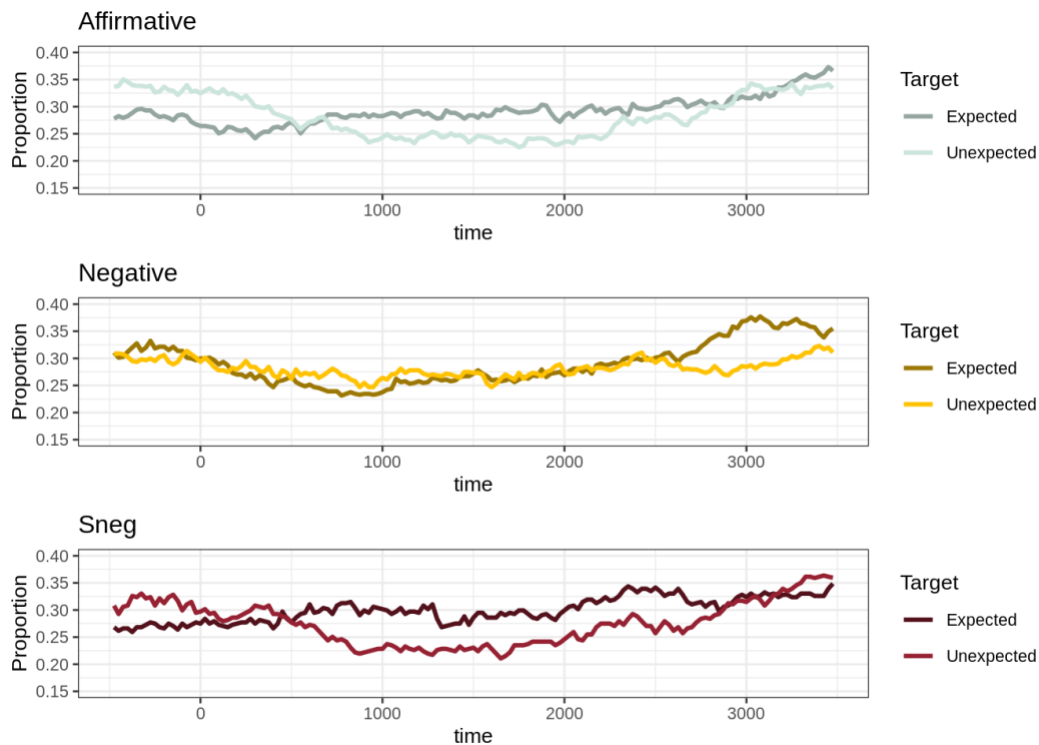 Affirmative
0.40
0.35
0.30
0.25
0.20
0.15
Proportion
0 1000 2000 3000
time
Target
Expected
Unexpected
Negative
0.40
0.35
0.30
0.25
0.20
0.15
Proportion
0 1000 2000 3000
time
Target
Expected
Unexpected
Sneg
0.40
0.35
0.30
0.25
0.20
0.15
Proportion
0 1000 2000 3000
time
Target
Expected
Unexpected